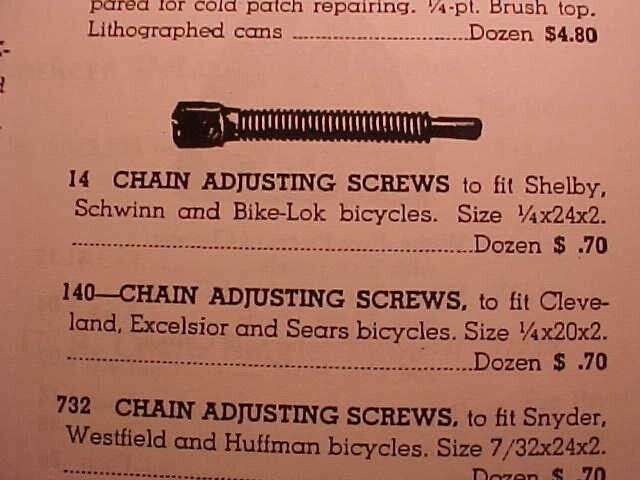 pared for cold patch repairing. ¼-pt. Brush top.
Lithographed cans ........................................Dozen $4.80
14 CHAIN ADJUSTING SCREWS to fit Shelby,
Schwinn and Bike-Lok bicycles. Size ¼x24x2.
........................................Dozen $ .70
140—CHAIN ADJUSTING SCREWS, to fit Cleve-
land, Excelsior and Sears bicycles. Size ¼x20x2.
........................................Dozen $ .70
732 CHAIN ADJUSTING SCREWS, to fit Snyder,
Westfield and Huffman bicycles. Size 7/32x24x2.
........................................Dozen $ .70